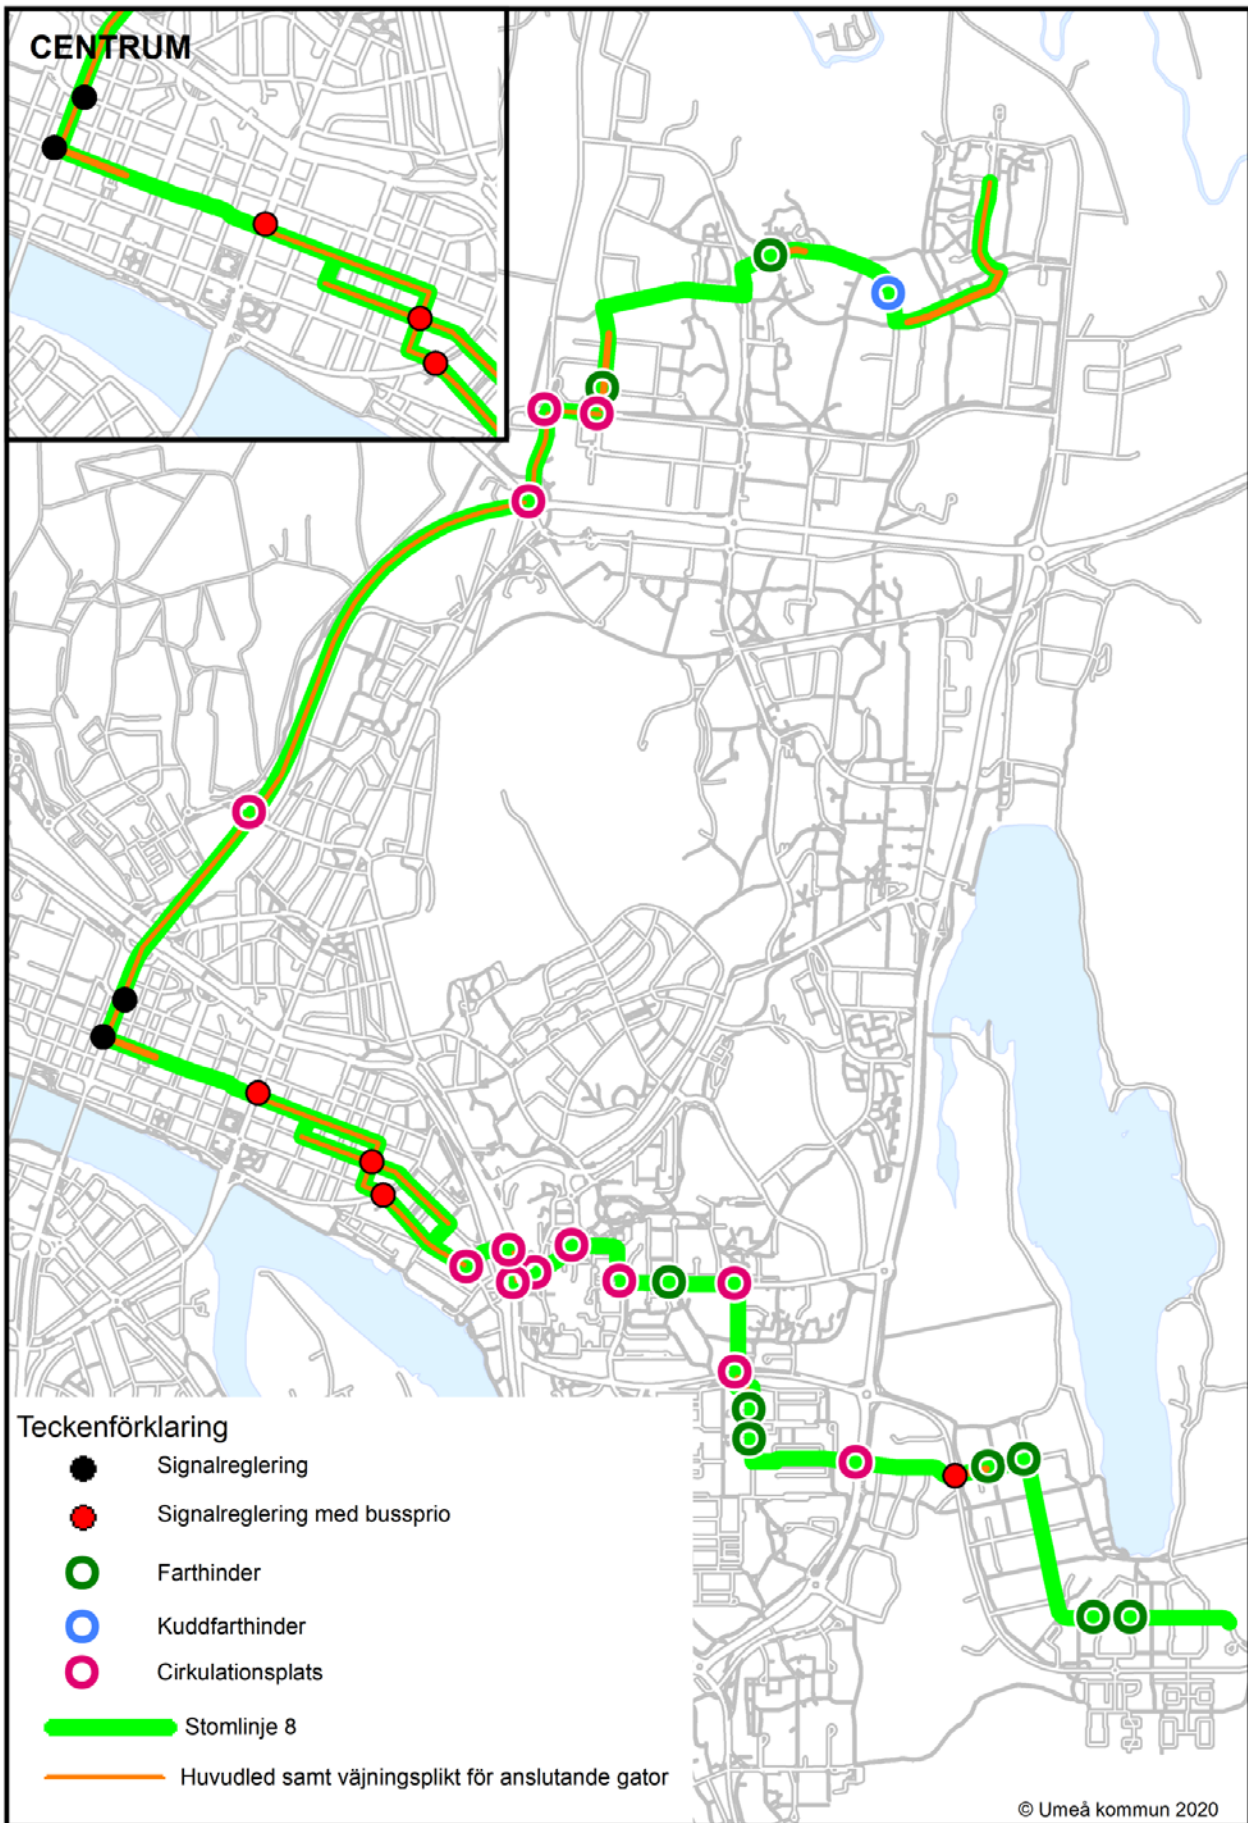 CENTRUM
Teckenförklaring
Signalreglering
Signalreglering med bussprio
Farthinder
Kuddfarthinder
Cirkulationsplats
Stomlinje 8
Huvudled samt väjningsplikt för anslutande gator
© Umeå kommun 2020